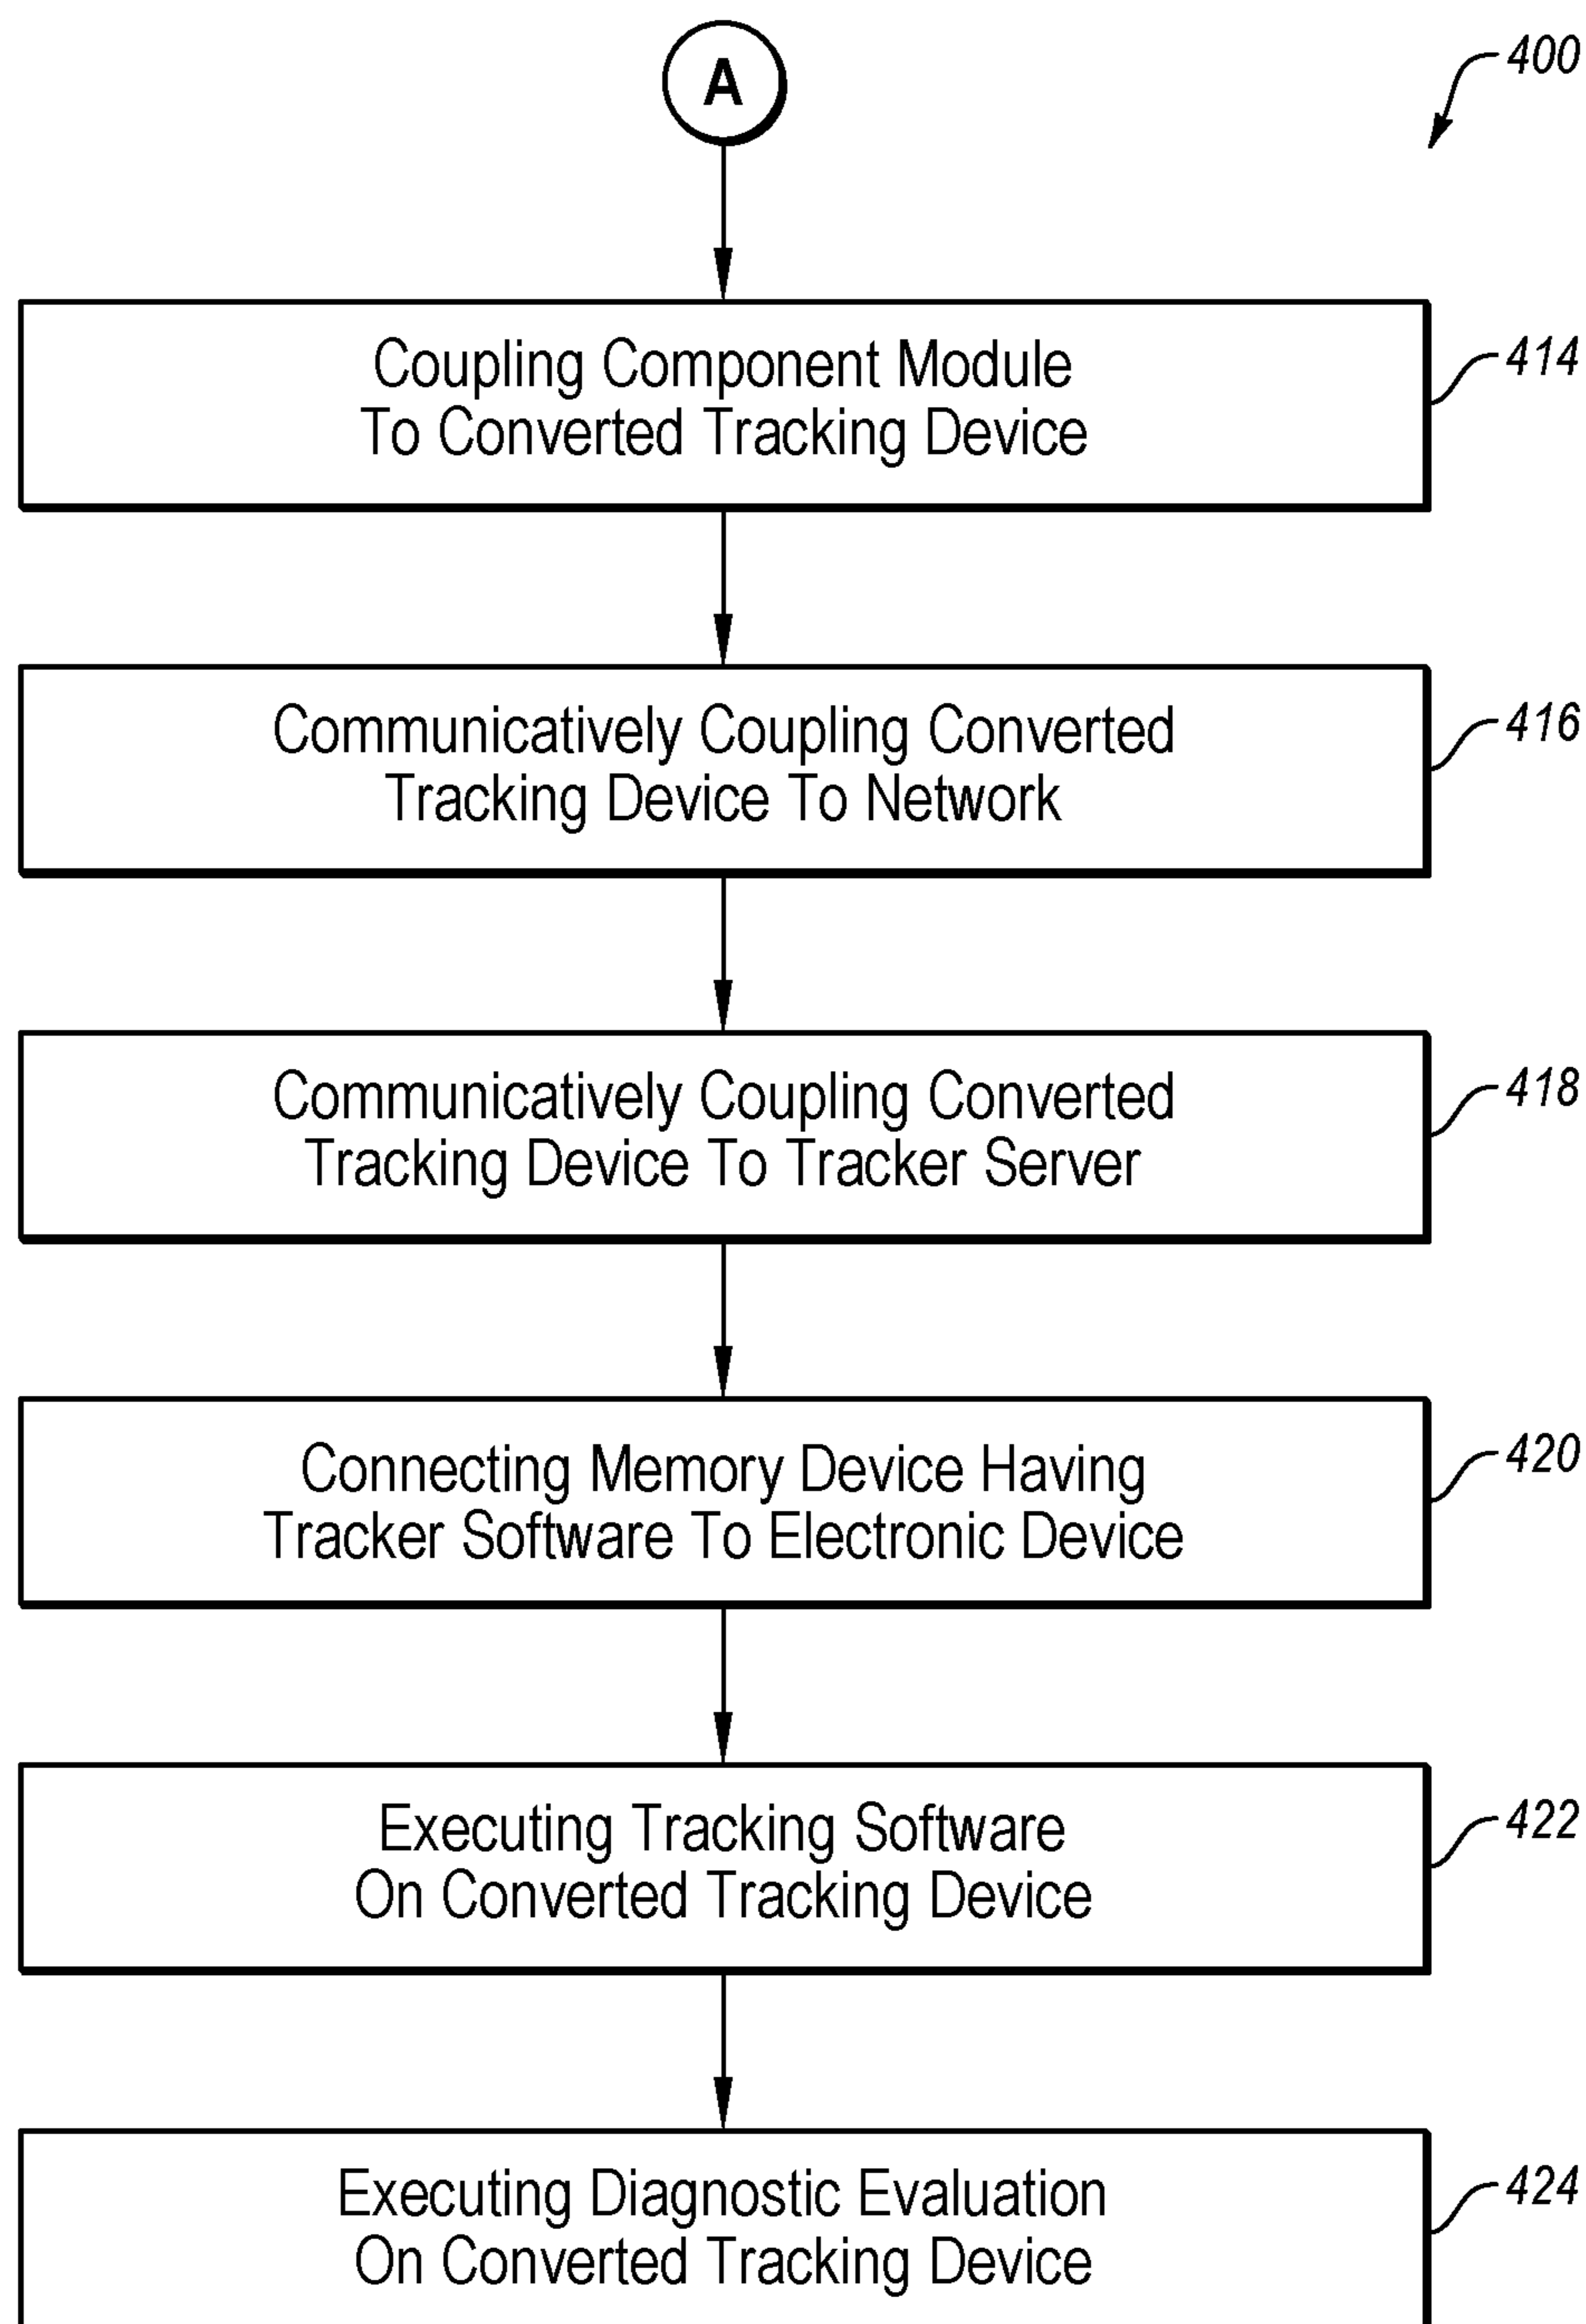 A
400
Coupling Component Module
To Converted Tracking Device
414
Communicatively Coupling Converted
Tracking Device To Network
416
Communicatively Coupling Converted
Tracking Device To Tracker Server
418
Connecting Memory Device Having
Tracker Software To Electronic Device
420
Executing Tracking Software
On Converted Tracking Device
422
Executing Diagnostic Evaluation
On Converted Tracking Device
424